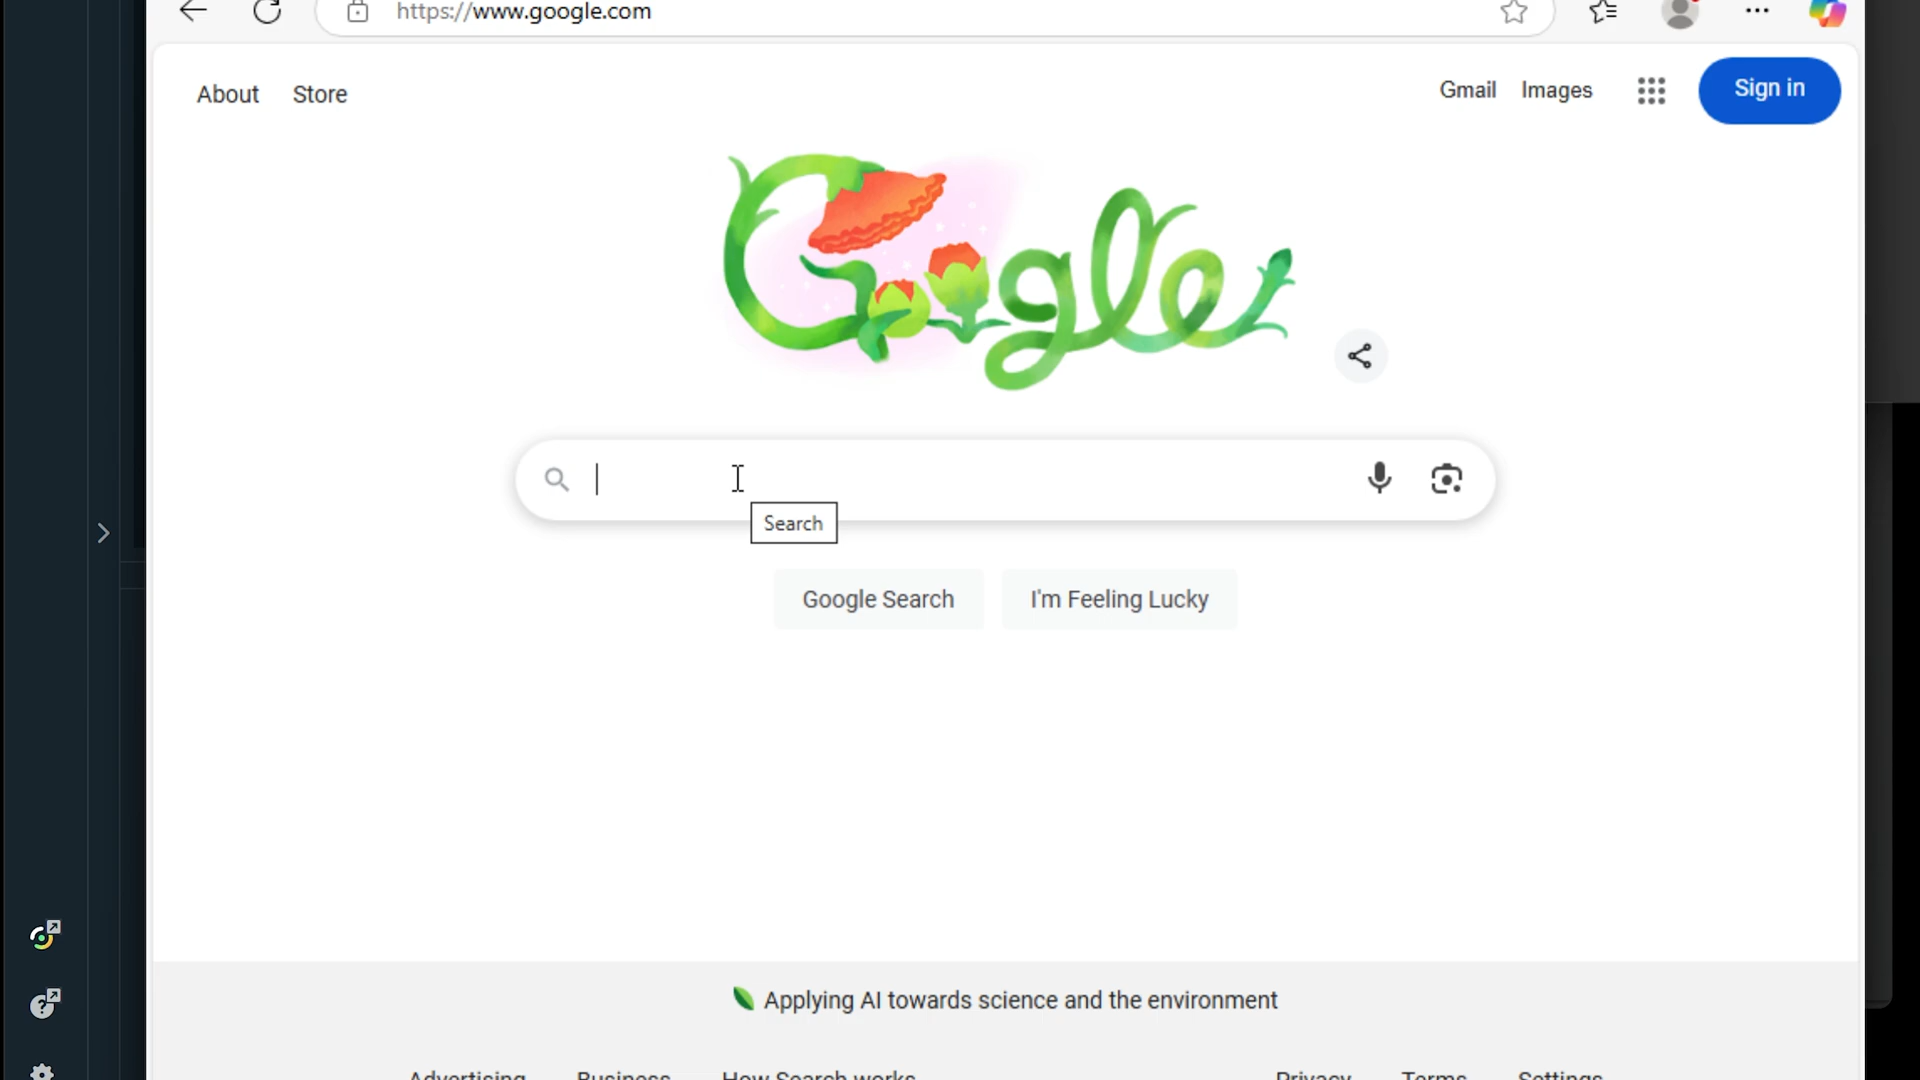 https://www.google.com
About Store
Gmail Images Sign in
Google
Search
Google Search I'm Feeling Lucky
Applying AI towards science and the environment
Advertising Business How Search works Privacy Terms Settings